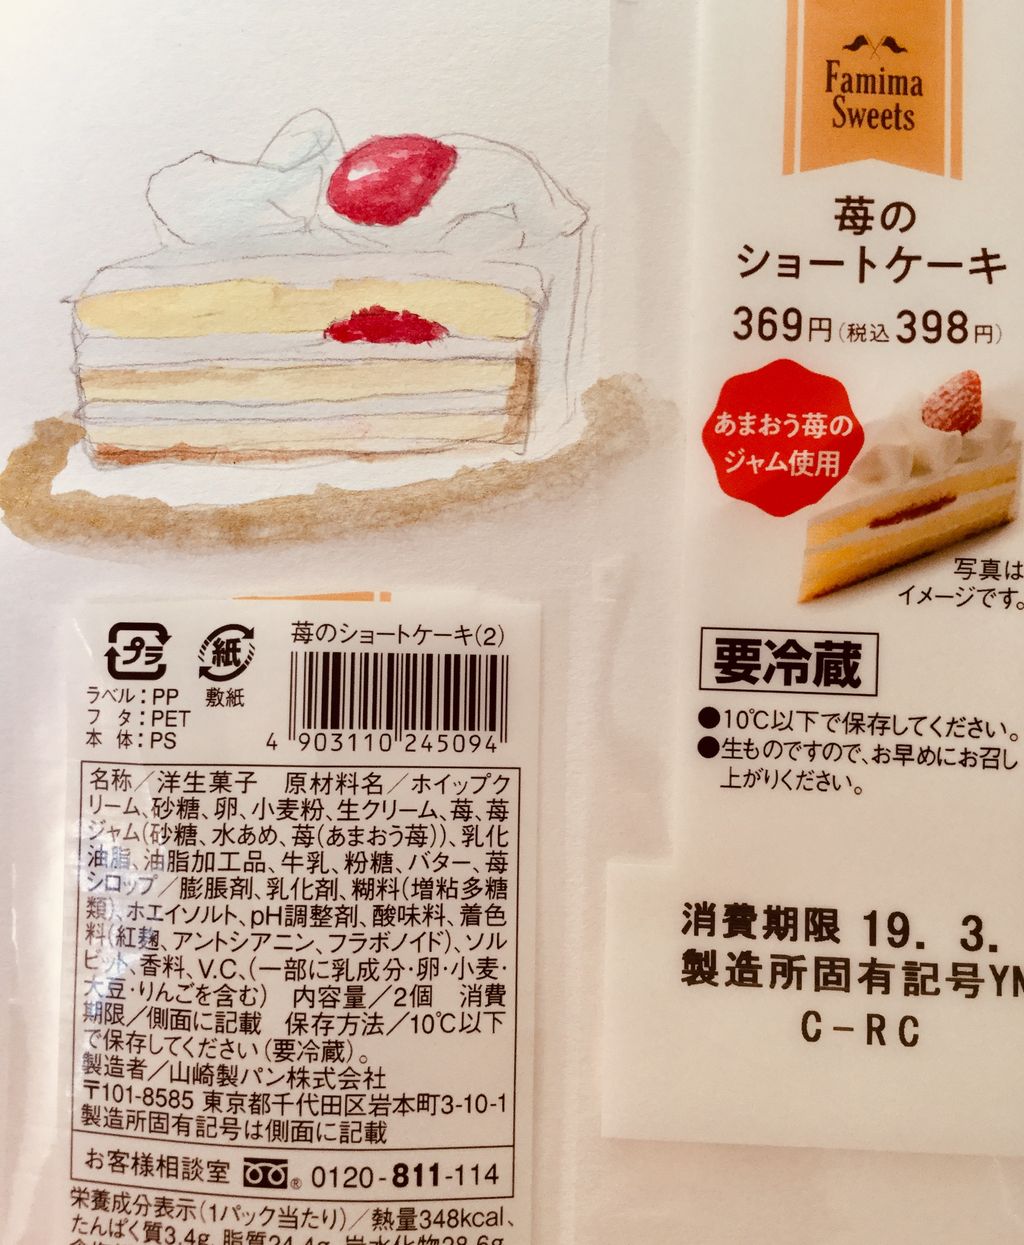 Famima
Sweets
苺の
ショートケーキ
369円(税込398円)
あまおう苺の
ジャム使用
写真は
イメージです。
要冷蔵
●10℃以下で保存してください。
●生ものですので、お早めにお召し
上がりください。
消費期限 19. 3.
製造所固有記号YN
C-RC
プラ
紙
苺のショートケーキ(2)
ラベル:PP 敷紙
フタ:PET
本体:PS
4 903110 245094
名称/洋生菓子 原材料名/ホイップク
リーム、砂糖、卵、小麦粉、生クリーム、苺、苺
ジャム(砂糖、水あめ、苺(あまおう苺))、乳化
油脂、油脂加工品、牛乳、粉糖、バター、苺
シロップ/膨脹剤、乳化剤、糊料(増粘多糖
類)、ホエイソルト、pH調整剤、酸味料、着色
料(紅麹、アントシアニン、フラボノイド)、ソル
ビット、香料、V.C、(一部に乳成分・卵・小麦・
大豆・りんごを含む) 内容量/2個 消費
期限/側面に記載 保存方法/10℃以下
で保存してください(要冷蔵)。
製造者/山崎製パン株式会社
〒101-8585 東京都千代田区岩本町3-10-1
製造所固有記号は側面に記載
お客様相談室 ® 0120-811-114
栄養成分表示(1パック当たり)/熱量348kcal、
たんぱく質3.4g、脂質24.4g、炭水化物28.6g、